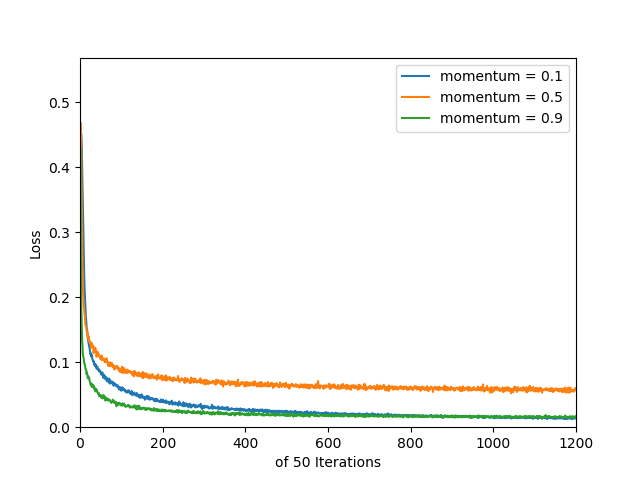 momentum = 0.1
momentum = 0.5
momentum = 0.9
0.5
0.4
0.3
0.2
0.1
0.0
Loss
0 200 400 600 800 1000 1200
of 50 Iterations